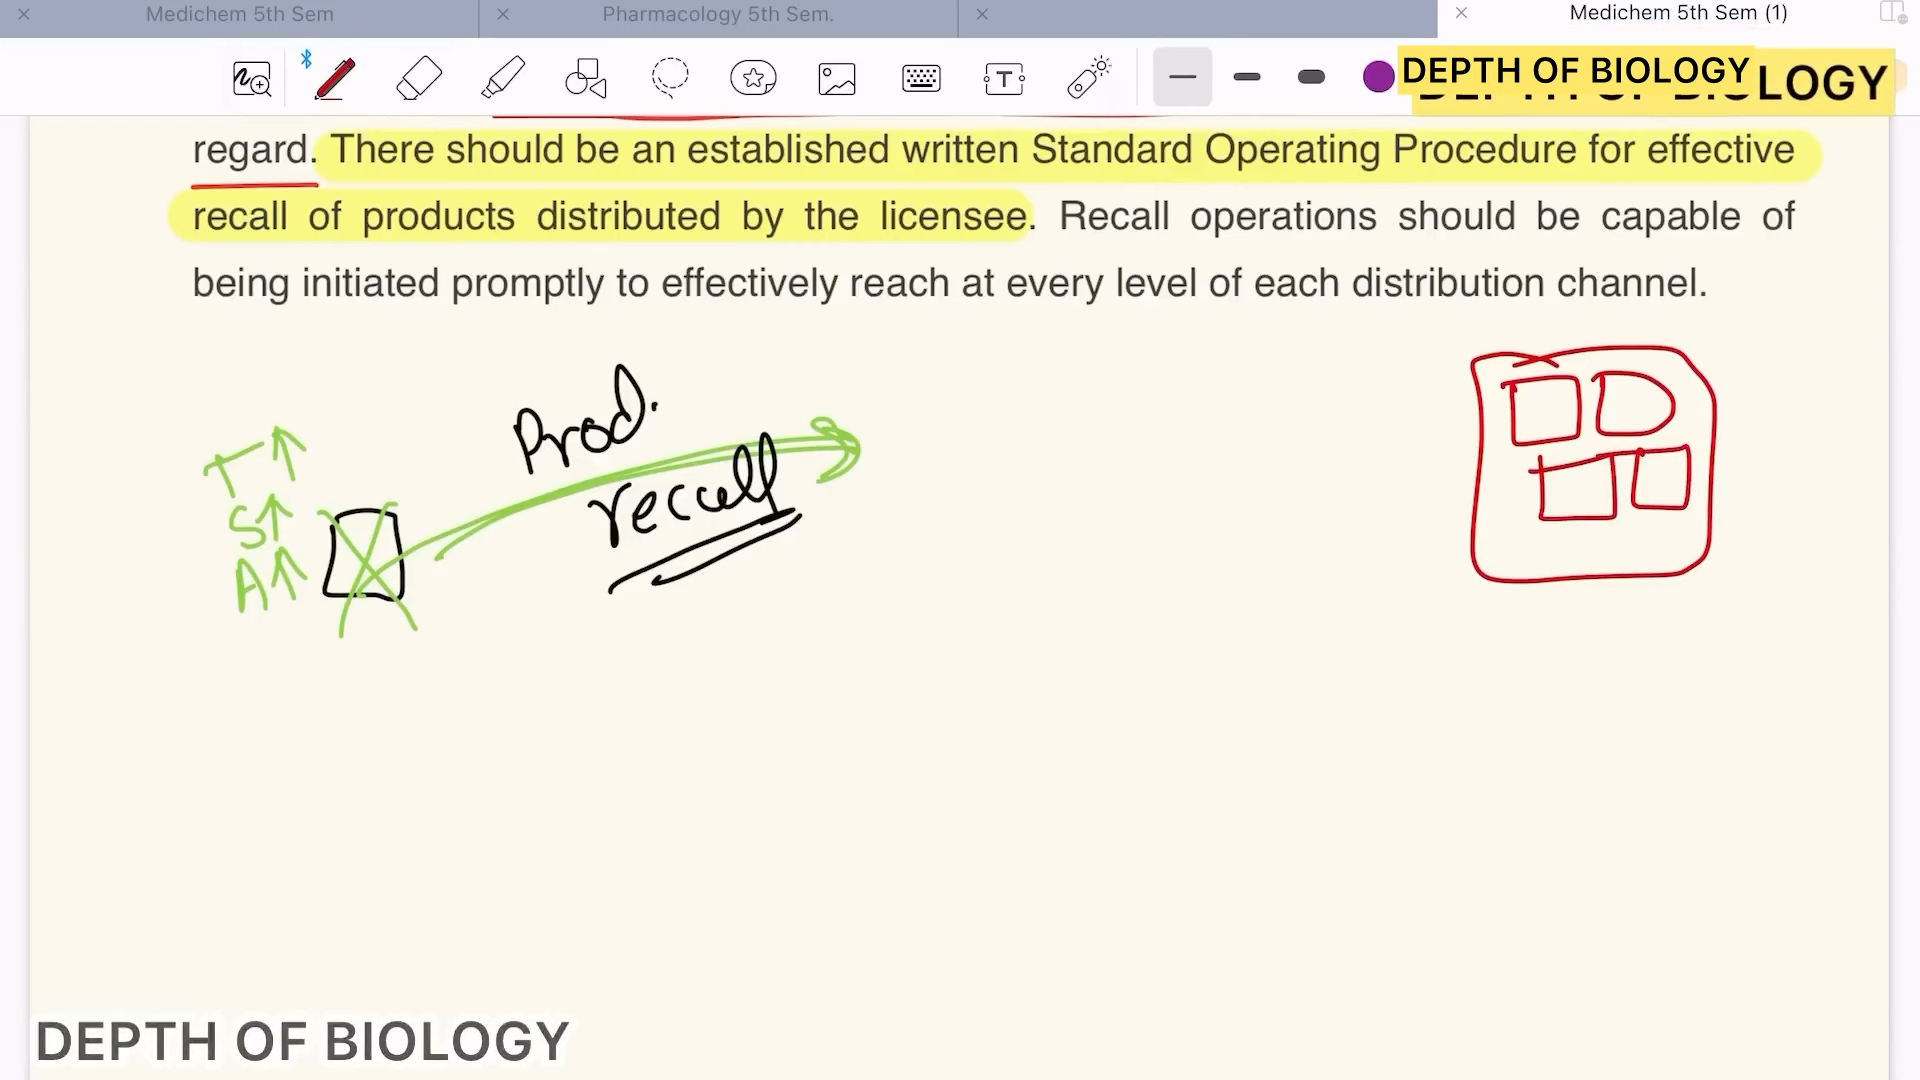 Medichem 5th Sem
Pharmacology 5th Sem.
Medichem 5th Sem (1)
DEPTH OF BIOLOGY
LOGY
regard. There should be an established written Standard Operating Procedure for effective
recall of products distributed by the licensee. Recall operations should be capable of
being initiated promptly to effectively reach at every level of each distribution channel.
Prod.
recall
T↑
S↑
A↑
DEPTH OF BIOLOGY